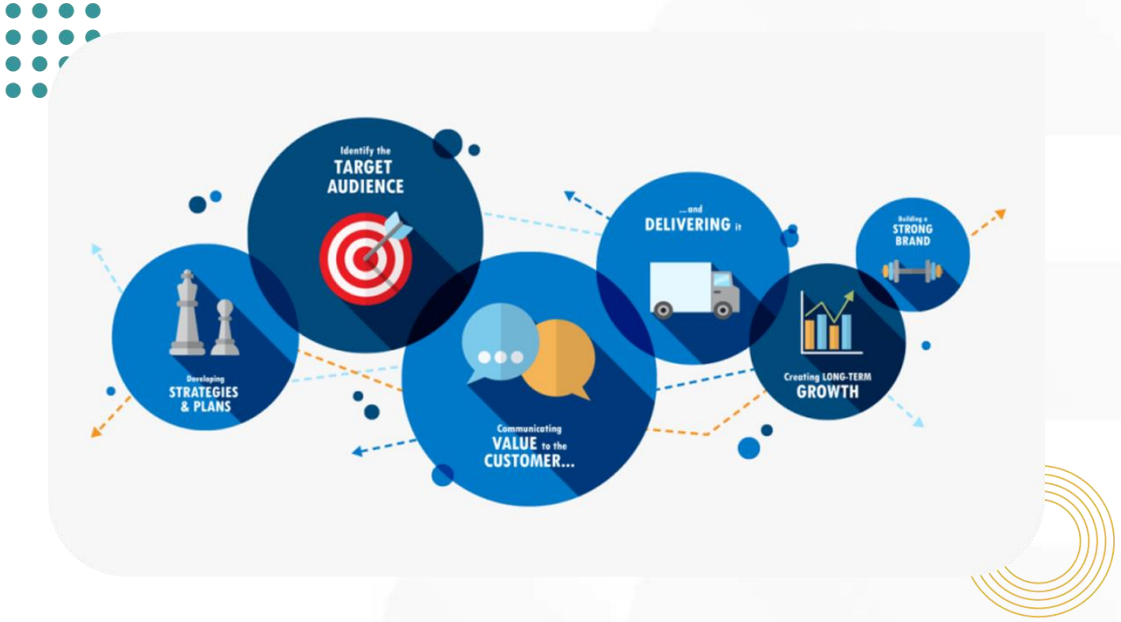 Developing
STRATEGIES
& PLANS
Identify the
TARGET
AUDIENCE
Communicating
VALUE to the
CUSTOMER...
...and
DELIVERING it
Creating LONG-TERM
GROWTH
Building a
STRONG
BRAND